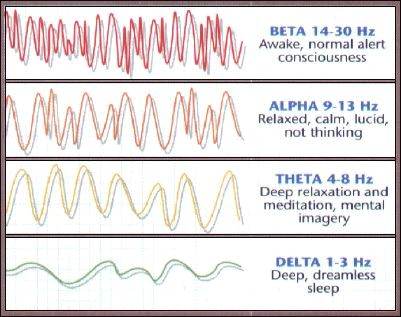 BETA 14-30 Hz
Awake, normal alert
consciousness
ALPHA 9-13 Hz
Relaxed, calm, lucid,
not thinking
THETA 4-8 Hz
Deep relaxation and
meditation, mental
imagery
DELTA 1-3 Hz
Deep, dreamless
sleep